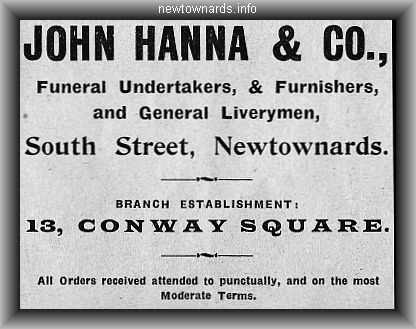 newtownards.info
JOHN HANNA & CO.,
Funeral Undertakers, & Furnishers,
and General Liverymen,
South Street, Newtownards.
BRANCH ESTABLISHMENT:
13, CONWAY SQUARE.
All Orders received attended to punctually, and on the most
Moderate Terms.